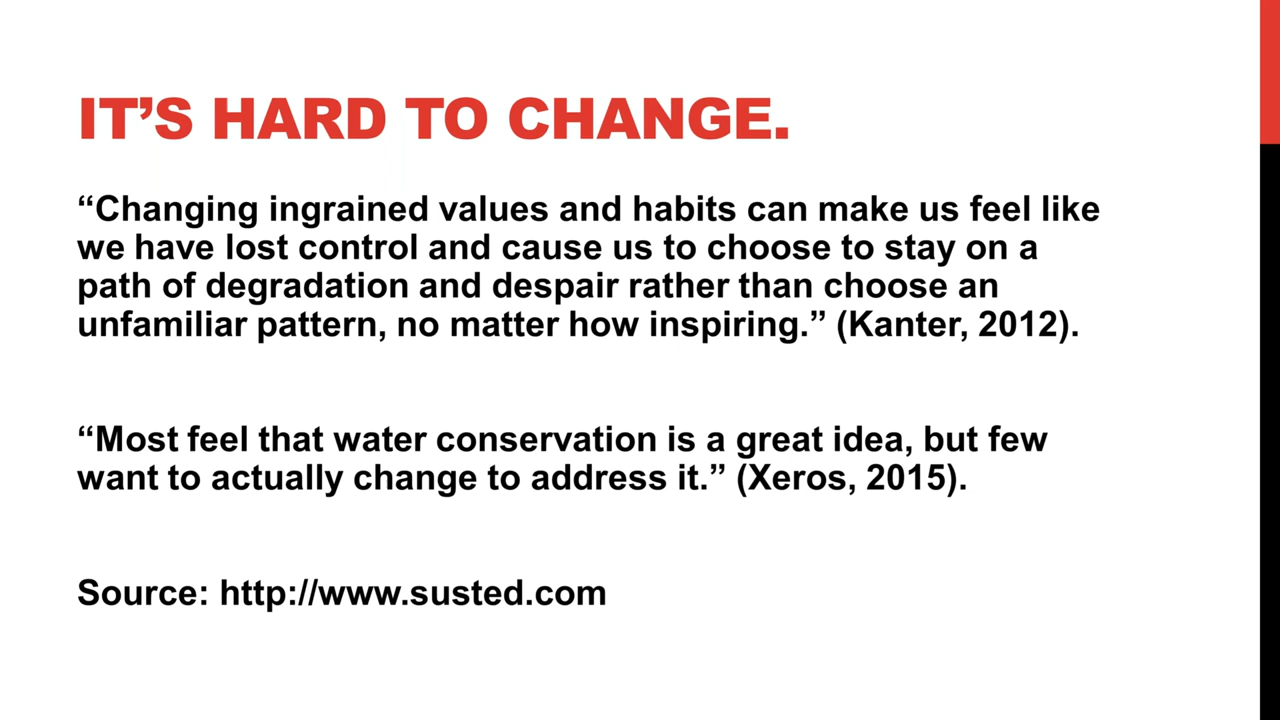 IT’S HARD TO CHANGE.
“Changing ingrained values and habits can make us feel like
we have lost control and cause us to choose to stay on a
path of degradation and despair rather than choose an
unfamiliar pattern, no matter how inspiring.” (Kanter, 2012).
“Most feel that water conservation is a great idea, but few
want to actually change to address it.” (Xeros, 2015).
Source: http://www.susted.com